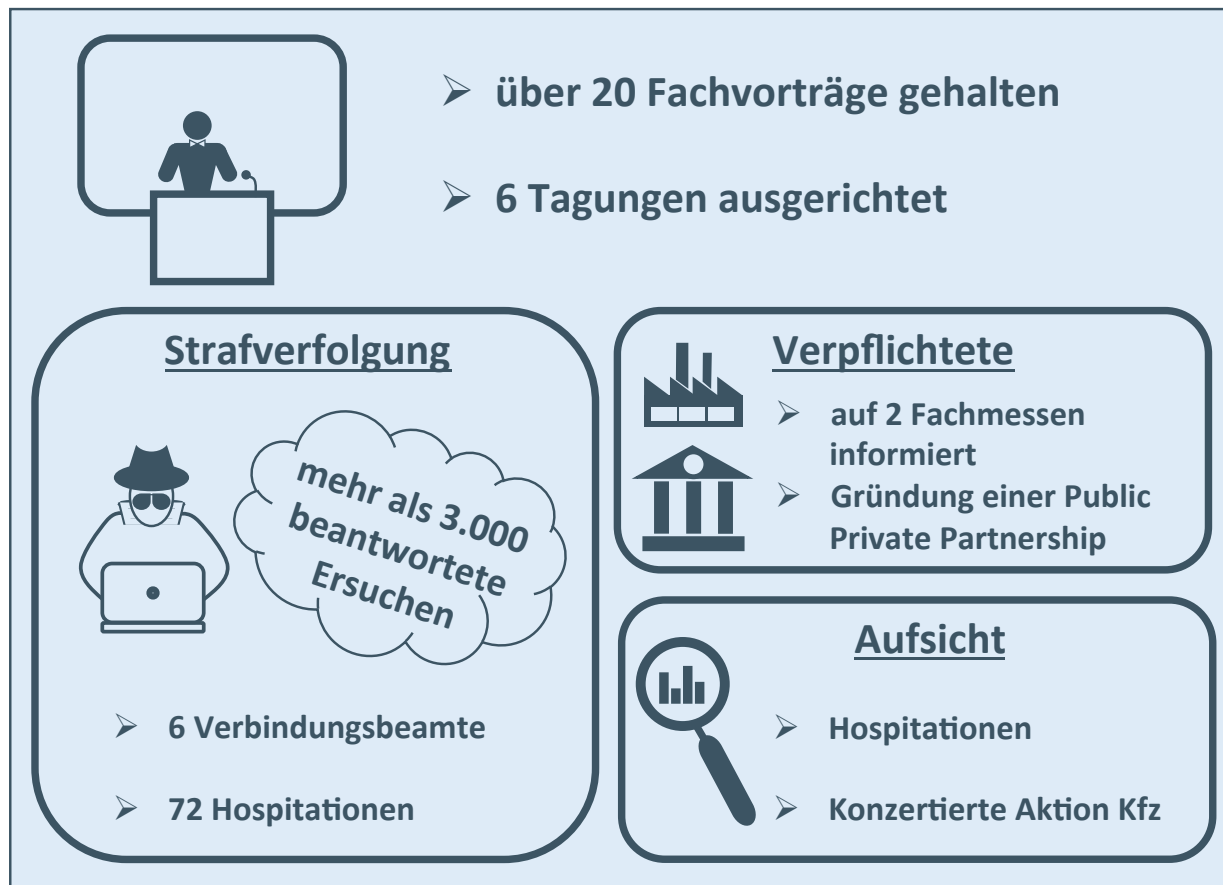 ➢ über 20 Fachvorträge gehalten
➢ 6 Tagungen ausgerichtet
Strafverfolgung
mehr als 3.000
beantwortete
Ersuchen
➢ 6 Verbindungsbeamte
➢ 72 Hospitationen
Verpflichtete
➢ auf 2 Fachmessen
informiert
➢ Gründung einer Public
Private Partnership
Aufsicht
➢ Hospitationen
➢ Konzertierte Aktion Kfz